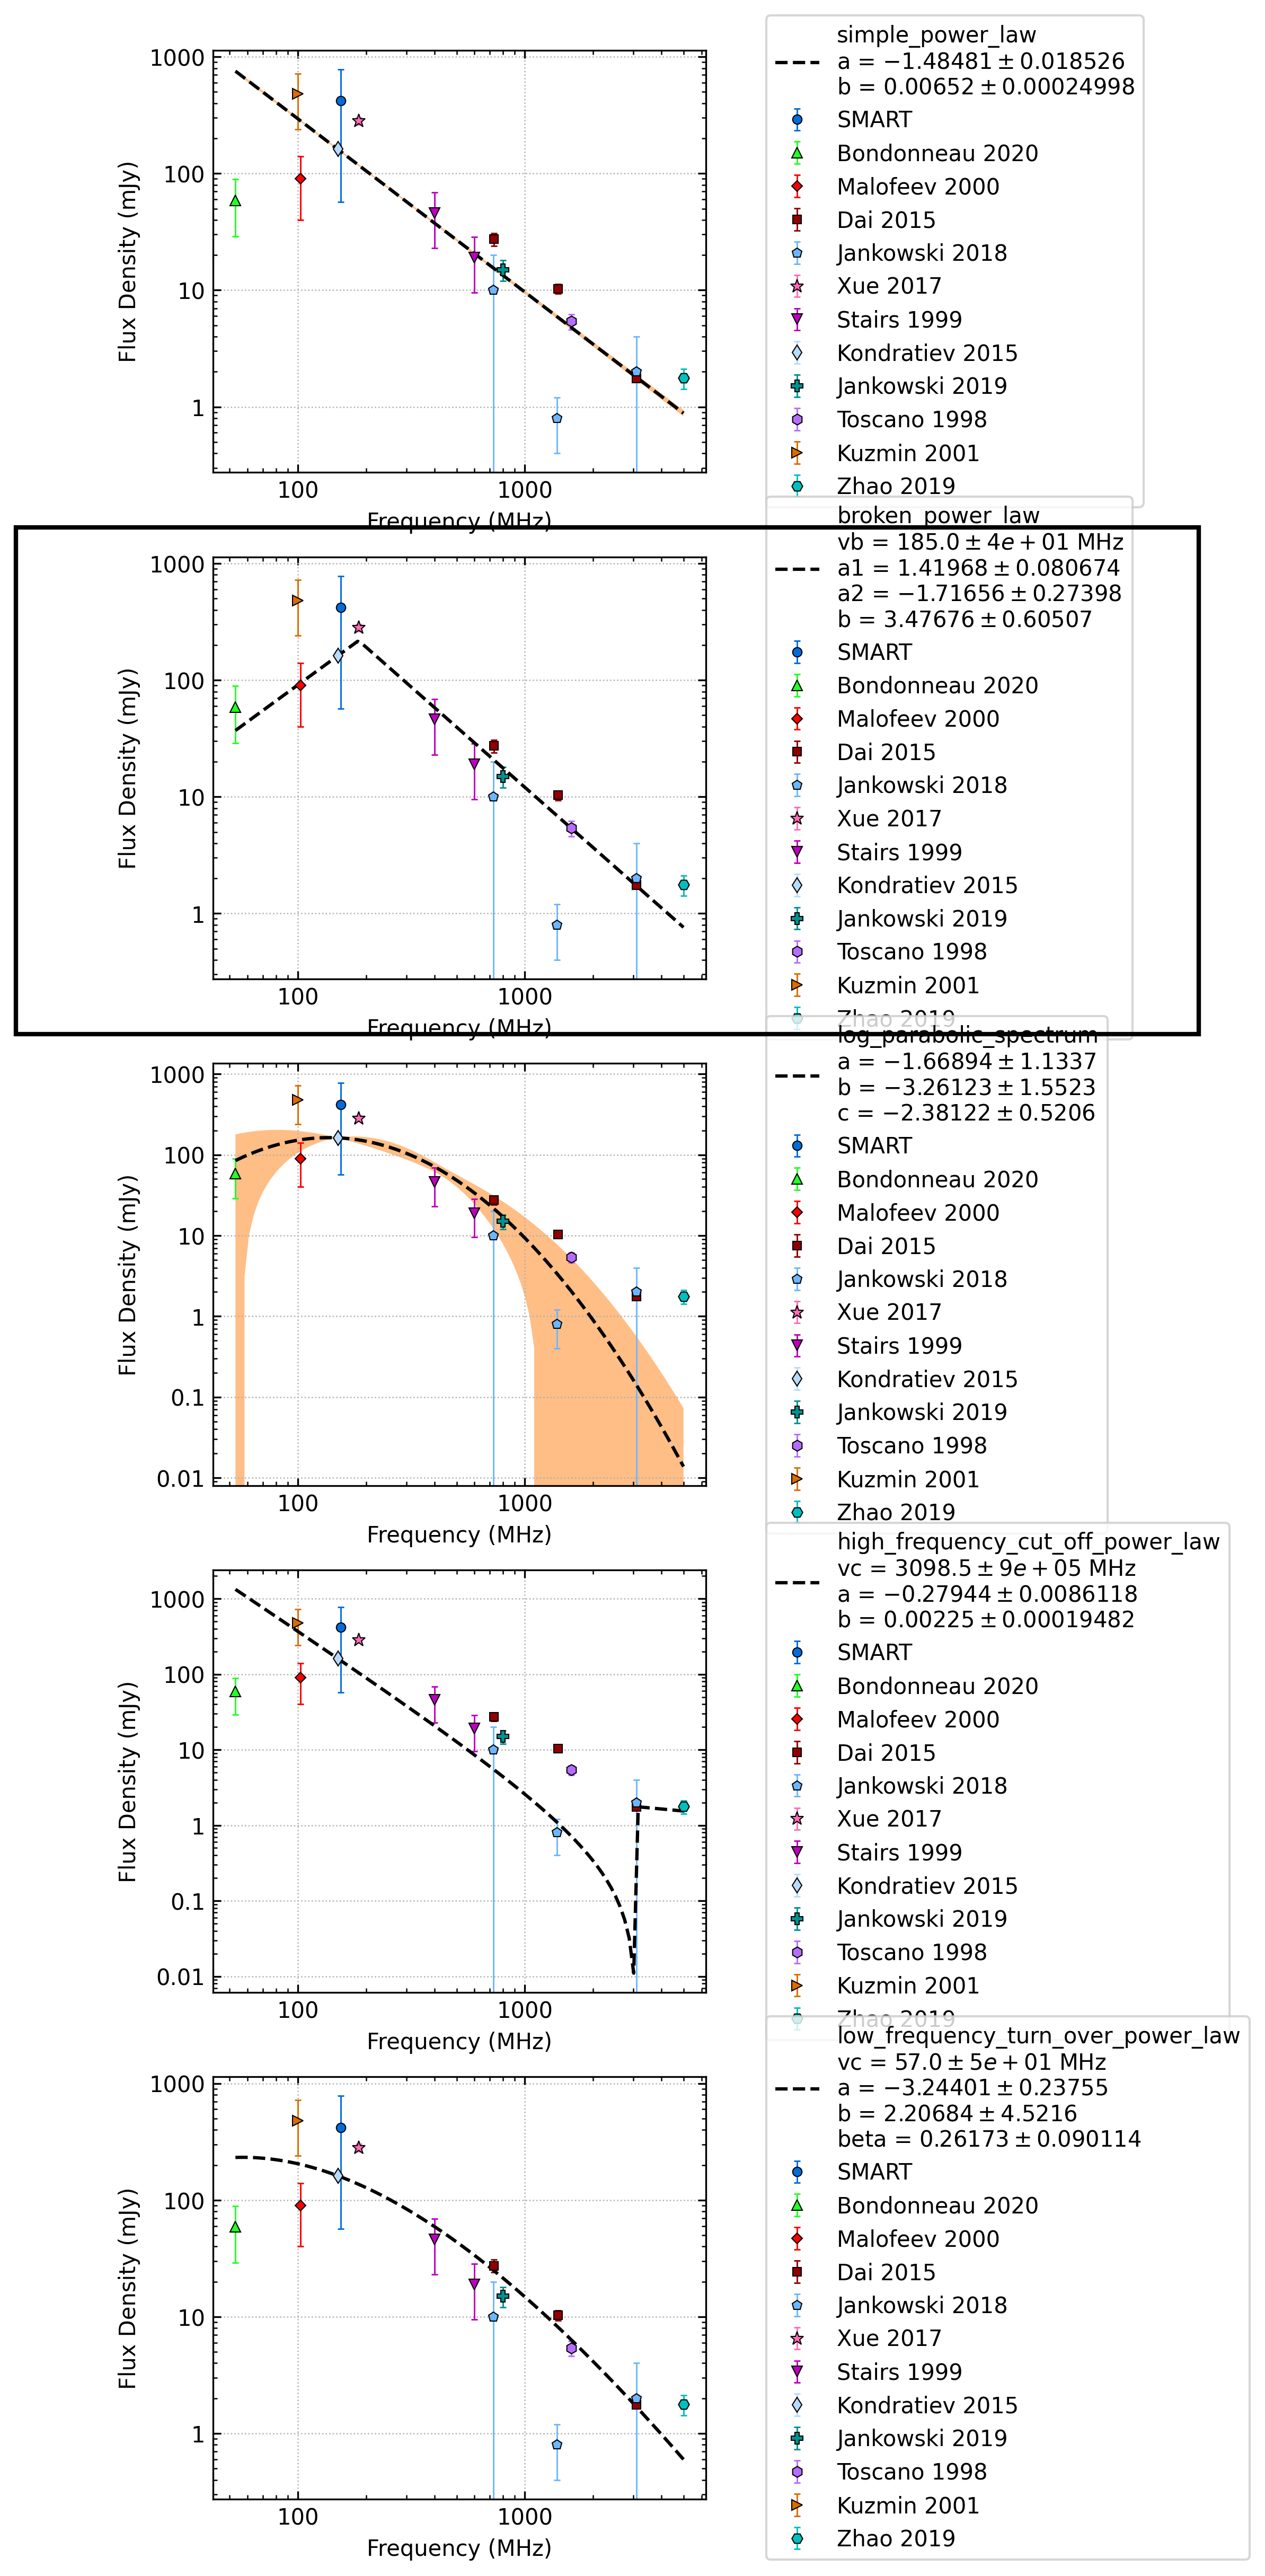 simple_power_law
a = −1.48481 ± 0.018526
b = 0.00652 ± 0.00024998
SMART
Bondonneau 2020
Malofeev 2000
Dai 2015
Jankowski 2018
Xue 2017
Stairs 1999
Kondratiev 2015
Jankowski 2019
Toscano 1998
Kuzmin 2001
Zhao 2019
1000
100
10
1
Flux Density (mJy)
100 1000
Frequency (MHz)
broken_power_law
vb = 185.0 ± 4e + 01 MHz
a1 = 1.41968 ± 0.080674
a2 = −1.71656 ± 0.27398
b = 3.47676 ± 0.60507
SMART
Bondonneau 2020
Malofeev 2000
Dai 2015
Jankowski 2018
Xue 2017
Stairs 1999
Kondratiev 2015
Jankowski 2019
Toscano 1998
Kuzmin 2001
Zhao 2019
1000
100
10
1
Flux Density (mJy)
100 1000
Frequency (MHz)
log_parabolic_spectrum
a = −1.66894 ± 1.1337
b = −3.26123 ± 1.5523
c = −2.38122 ± 0.5206
SMART
Bondonneau 2020
Malofeev 2000
Dai 2015
Jankowski 2018
Xue 2017
Stairs 1999
Kondratiev 2015
Jankowski 2019
Toscano 1998
Kuzmin 2001
Zhao 2019
1000
100
10
1
0.1
0.01
Flux Density (mJy)
100 1000
Frequency (MHz)
high_frequency_cut_off_power_law
vc = 3098.5 ± 9e + 05 MHz
a = −0.27944 ± 0.0086118
b = 0.00225 ± 0.00019482
SMART
Bondonneau 2020
Malofeev 2000
Dai 2015
Jankowski 2018
Xue 2017
Stairs 1999
Kondratiev 2015
Jankowski 2019
Toscano 1998
Kuzmin 2001
Zhao 2019
1000
100
10
1
0.1
0.01
Flux Density (mJy)
100 1000
Frequency (MHz)
low_frequency_turn_over_power_law
vc = 57.0 ± 5e + 01 MHz
a = −3.24401 ± 0.23755
b = 2.20684 ± 4.5216
beta = 0.26173 ± 0.090114
SMART
Bondonneau 2020
Malofeev 2000
Dai 2015
Jankowski 2018
Xue 2017
Stairs 1999
Kondratiev 2015
Jankowski 2019
Toscano 1998
Kuzmin 2001
Zhao 2019
1000
100
10
1
Flux Density (mJy)
100 1000
Frequency (MHz)